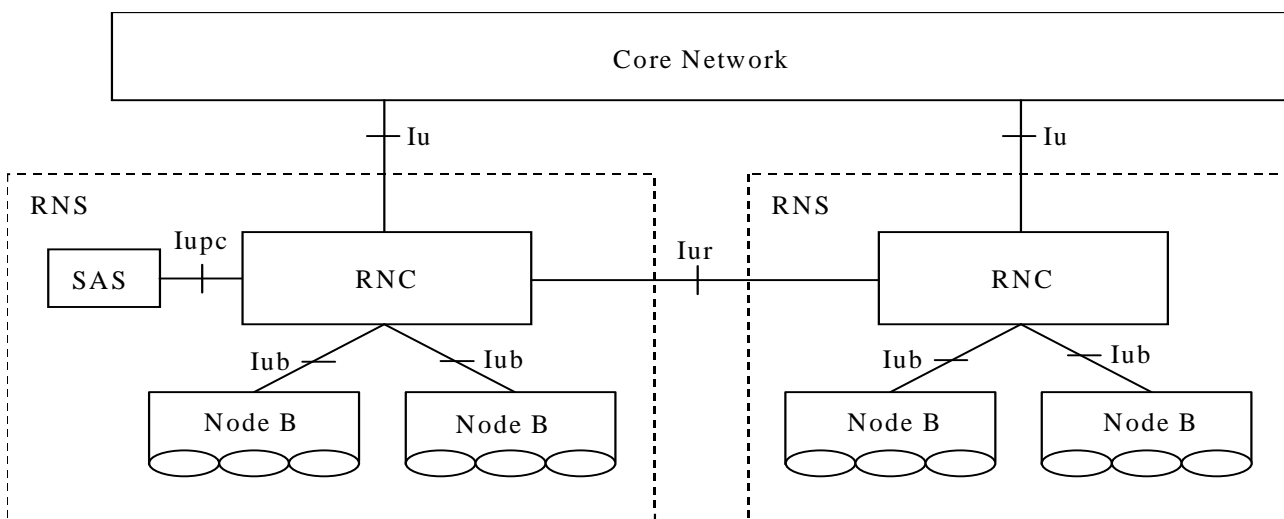 Core Network
Iu
Iu
RNS
RNS
Iupc
Iur
SAS
RNC
RNC
Iub
Iub
Iub
Iub
Node B
Node B
Node B
Node B